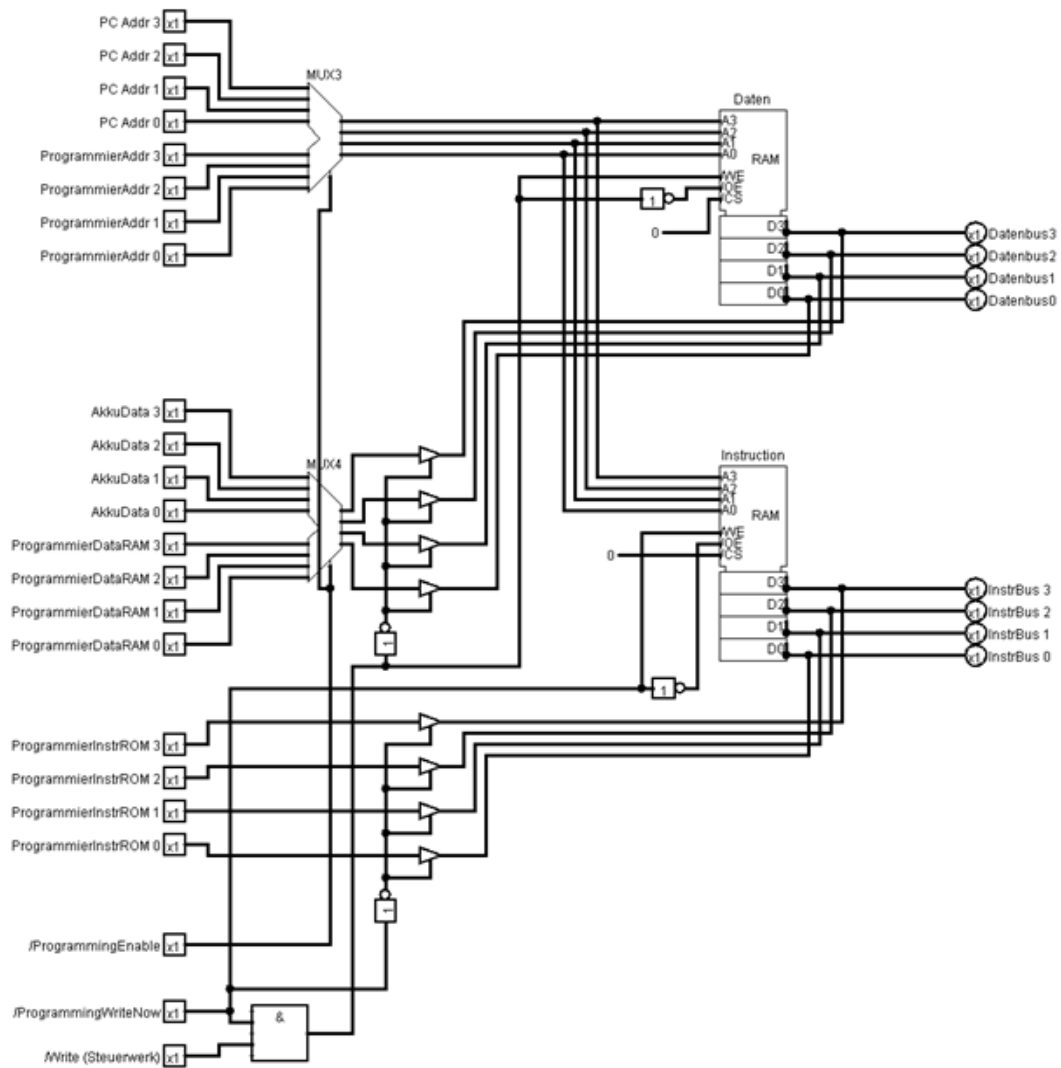 PC Addr 3 x1
PC Addr 2 x1
PC Addr 1 x1
PC Addr 0 x1
ProgrammierAddr 3 x1
ProgrammierAddr 2 x1
ProgrammierAddr 1 x1
ProgrammierAddr 0 x1
MUX3
Daten
A3
A2
A1
A0
RAM
/WE
/OE
/CS
1
0
D3
D2
D1
D0
x1 Datenbus3
x1 Datenbus2
x1 Datenbus1
x1 Datenbus0
AkkuData 3 x1
AkkuData 2 x1
AkkuData 1 x1
AkkuData 0 x1
ProgrammierDataRAM 3 x1
ProgrammierDataRAM 2 x1
ProgrammierDataRAM 1 x1
ProgrammierDataRAM 0 x1
MUX4
1
Instruction
A3
A2
A1
A0
RAM
/WE
/OE
/CS
0
1
D3
D2
D1
D0
x1 InstrBus 3
x1 InstrBus 2
x1 InstrBus 1
x1 InstrBus 0
ProgrammierInstrROM 3 x1
ProgrammierInstrROM 2 x1
ProgrammierInstrROM 1 x1
ProgrammierInstrROM 0 x1
1
/ProgrammingEnable x1
/ProgrammingWriteNow x1
/Write (Steuerwerk) x1
&